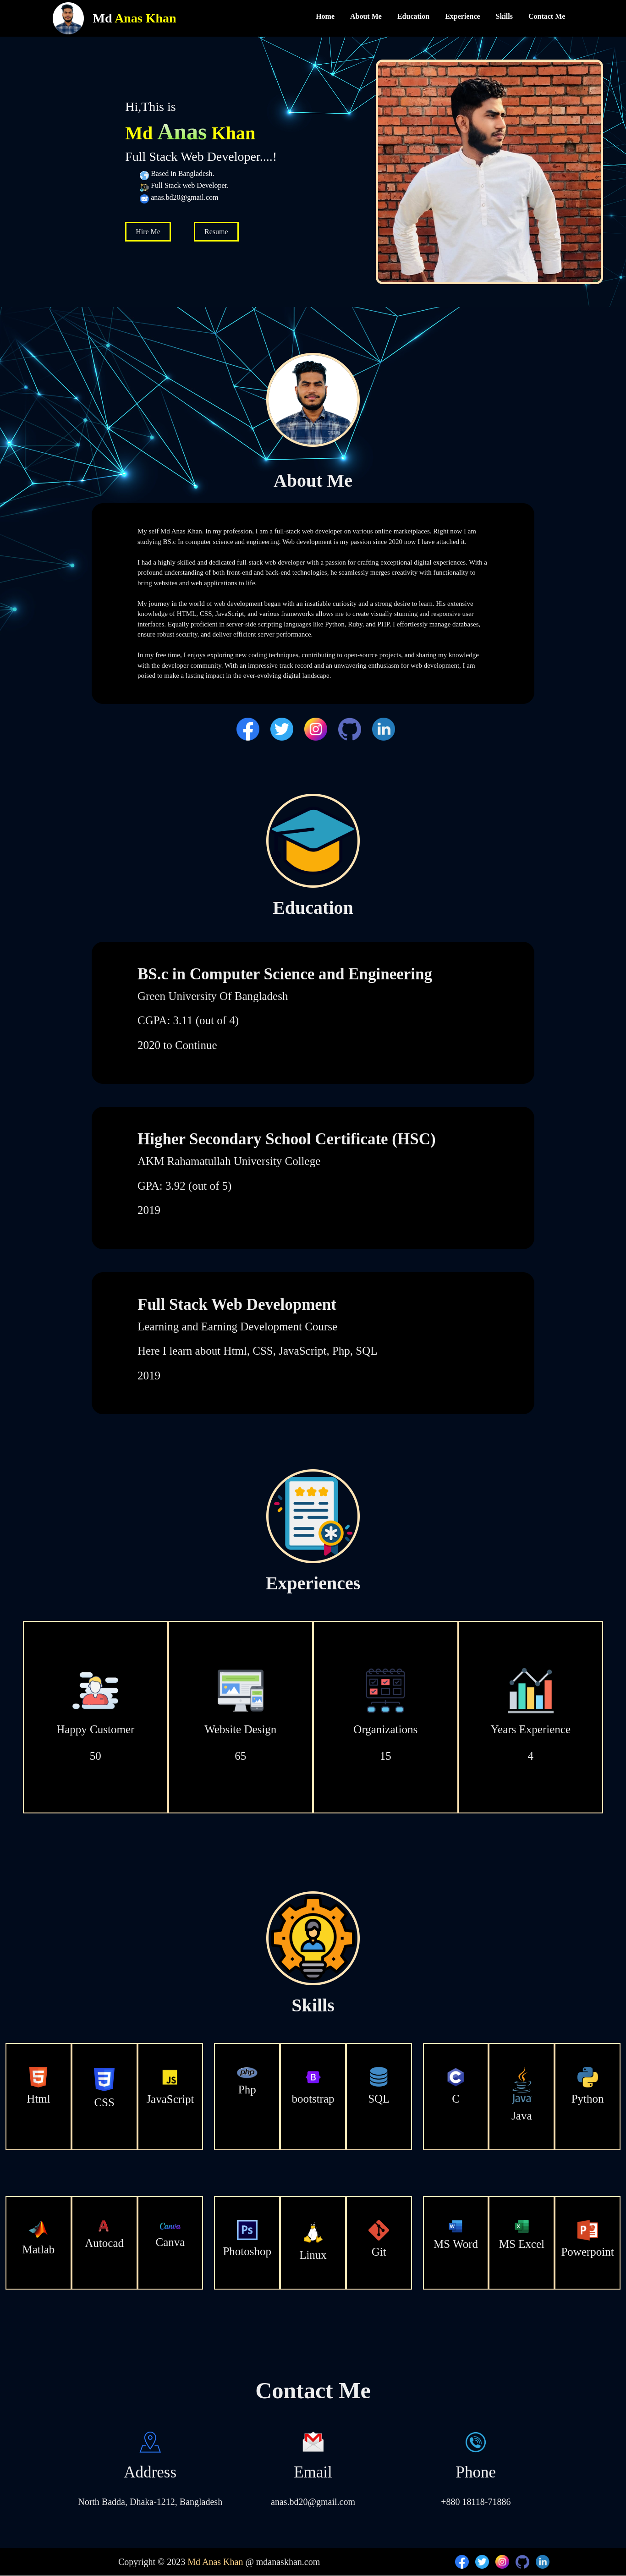 Md Anas Khan
Home About Me Education Experience Skills Contact Me
Hi,This is
Md Anas Khan
Full Stack Web Developer....!
Based in Bangladesh.
Full Stack web Developer.
anas.bd20@gmail.com
Hire Me Resume
About Me
My self Md Anas Khan. In my profession, I am a full-stack web developer on various online marketplaces. Right now I am
studying BS.c In computer science and engineering. Web development is my passion since 2020 now I have attached it.
I had a highly skilled and dedicated full-stack web developer with a passion for crafting exceptional digital experiences. With a
profound understanding of both front-end and back-end technologies, he seamlessly merges creativity with functionality to
bring websites and web applications to life.
My journey in the world of web development began with an insatiable curiosity and a strong desire to learn. His extensive
knowledge of HTML, CSS, JavaScript, and various frameworks allows me to create visually stunning and responsive user
interfaces. Equally proficient in server-side scripting languages like Python, Ruby, and PHP, I effortlessly manage databases,
ensure robust security, and deliver efficient server performance.
In my free time, I enjoys exploring new coding techniques, contributing to open-source projects, and sharing my knowledge
with the developer community. With an impressive track record and an unwavering enthusiasm for web development, I am
poised to make a lasting impact in the ever-evolving digital landscape.
in
Education
BS.c in Computer Science and Engineering
Green University Of Bangladesh
CGPA: 3.11 (out of 4)
2020 to Continue
Higher Secondary School Certificate (HSC)
AKM Rahamatullah University College
GPA: 3.92 (out of 5)
2019
Full Stack Web Development
Learning and Earning Development Course
Here I learn about Html, CSS, JavaScript, Php, SQL
2019
Experiences
Happy Customer Website Design Organizations Years Experience
50 65 15 4
Skills
Html CSS JavaScript Php bootstrap SQL C Java Python
Matlab Autocad Canva Photoshop Linux Git MS Word MS Excel Powerpoint
Contact Me
Address Email Phone
North Badda, Dhaka-1212, Bangladesh anas.bd20@gmail.com +880 18118-71886
Copyright © 2023 Md Anas Khan @ mdanaskhan.com